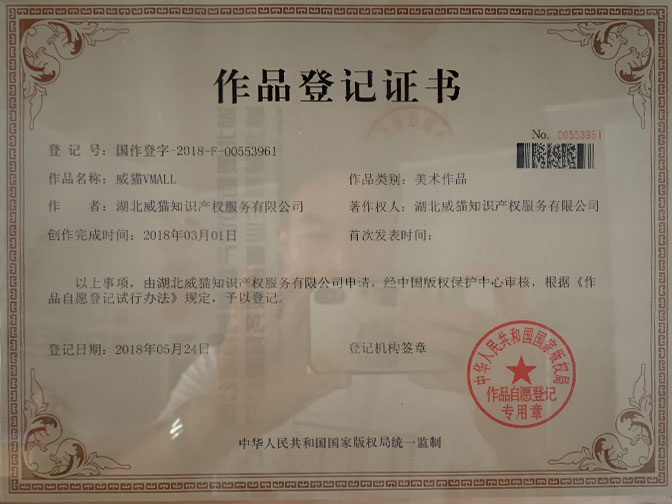 作品登记证书
No. 00553961
登 记 号：国作登字-2018-F-00553961
作品名称：威猫VMALL
作品类别：美术作品
作 者：湖北威猫知识产权服务有限公司
著作权人：湖北威猫知识产权服务有限公司
创作完成时间：2018年03月01日
首次发表时间：
以上事项，由湖北威猫知识产权服务有限公司申请，经中国版权保护中心审核，根据《作
品自愿登记试行办法》规定，予以登记。
登记日期：2018年05月24日
登记机构签章
中华人民共和国国家版权局
作品自愿登记
专用章
中华人民共和国国家版权局统一监制